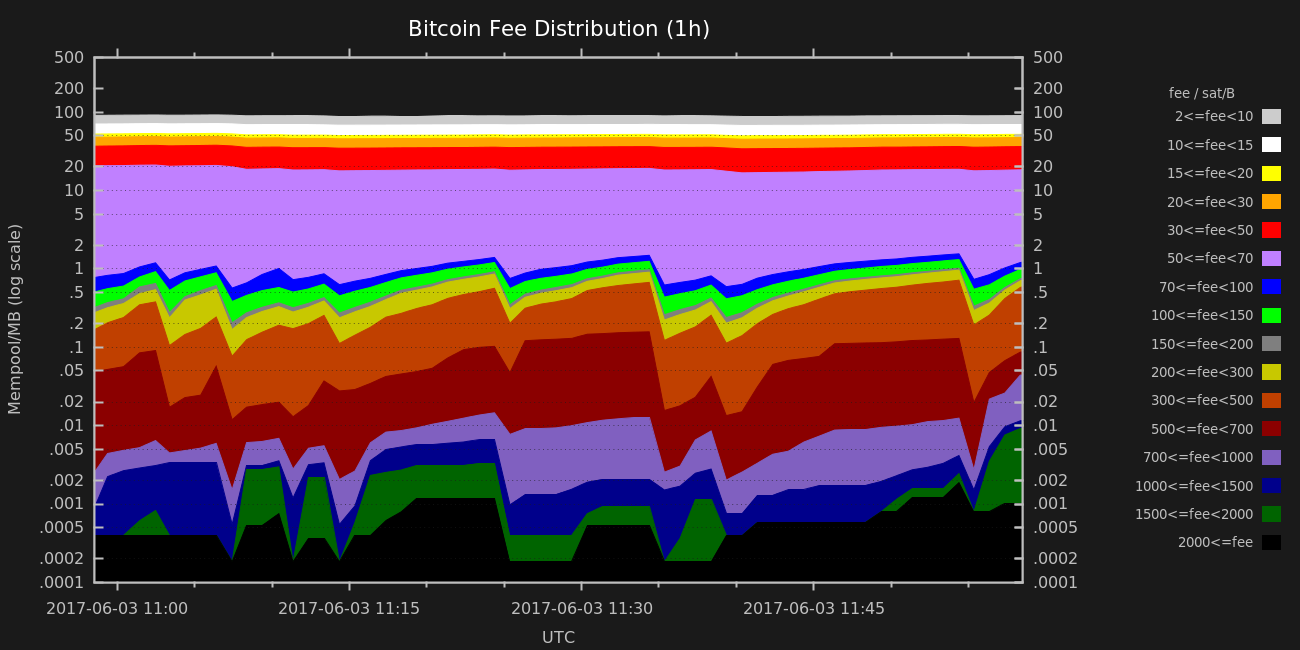 Bitcoin Fee Distribution (1h)
500
200
100
50
20
10
5
2
1
.5
.2
.1
.05
.02
.01
.005
.002
.001
.0005
.0002
.0001
Mempool/MB (log scale)
500
200
100
50
20
10
5
2
1
.5
.2
.1
.05
.02
.01
.005
.002
.001
.0005
.0002
.0001
2017-06-03 11:00
2017-06-03 11:15
2017-06-03 11:30
2017-06-03 11:45
UTC
fee / sat/B
2<=fee<10
10<=fee<15
15<=fee<20
20<=fee<30
30<=fee<50
50<=fee<70
70<=fee<100
100<=fee<150
150<=fee<200
200<=fee<300
300<=fee<500
500<=fee<700
700<=fee<1000
1000<=fee<1500
1500<=fee<2000
2000<=fee